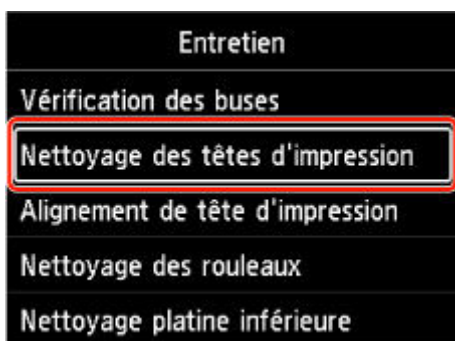 Entretien
Vérification des buses
Nettoyage des têtes d'impression
Alignement de tête d'impression
Nettoyage des rouleaux
Nettoyage platine inférieure